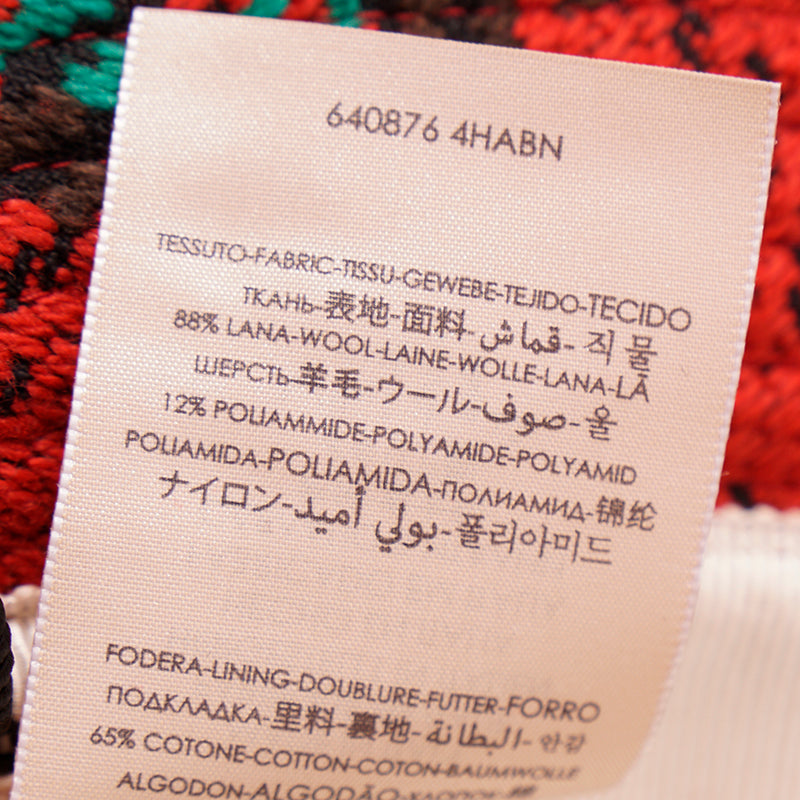 640876 4HABN
TESSUTO-FABRIC-TISSU-GEWEBE-TEJIDO-TECIDO
ТКАНЬ-表地-面料-قماش-직물
88% LANA-WOOL-LAINE-WOLLE-LANA-LÃ
ШЕРСТЬ-羊毛-ウール-صوف-울
12% POLIAMMIDE-POLYAMIDE-POLYAMID
POLIAMIDA-POLIAMIDA-ПОЛИАМИД-锦纶
ナイロン-بولي أميد-폴리아미드
FODERA-LINING-DOUBLURE-FUTTER-FORRO
ПОДКЛАДКА-里料-裏地-البطانة-안감
65% COTONE-COTTON-COTON-BAUMWOLLE
ALGODON-ALGODÃO-ХЛОПОК-棉